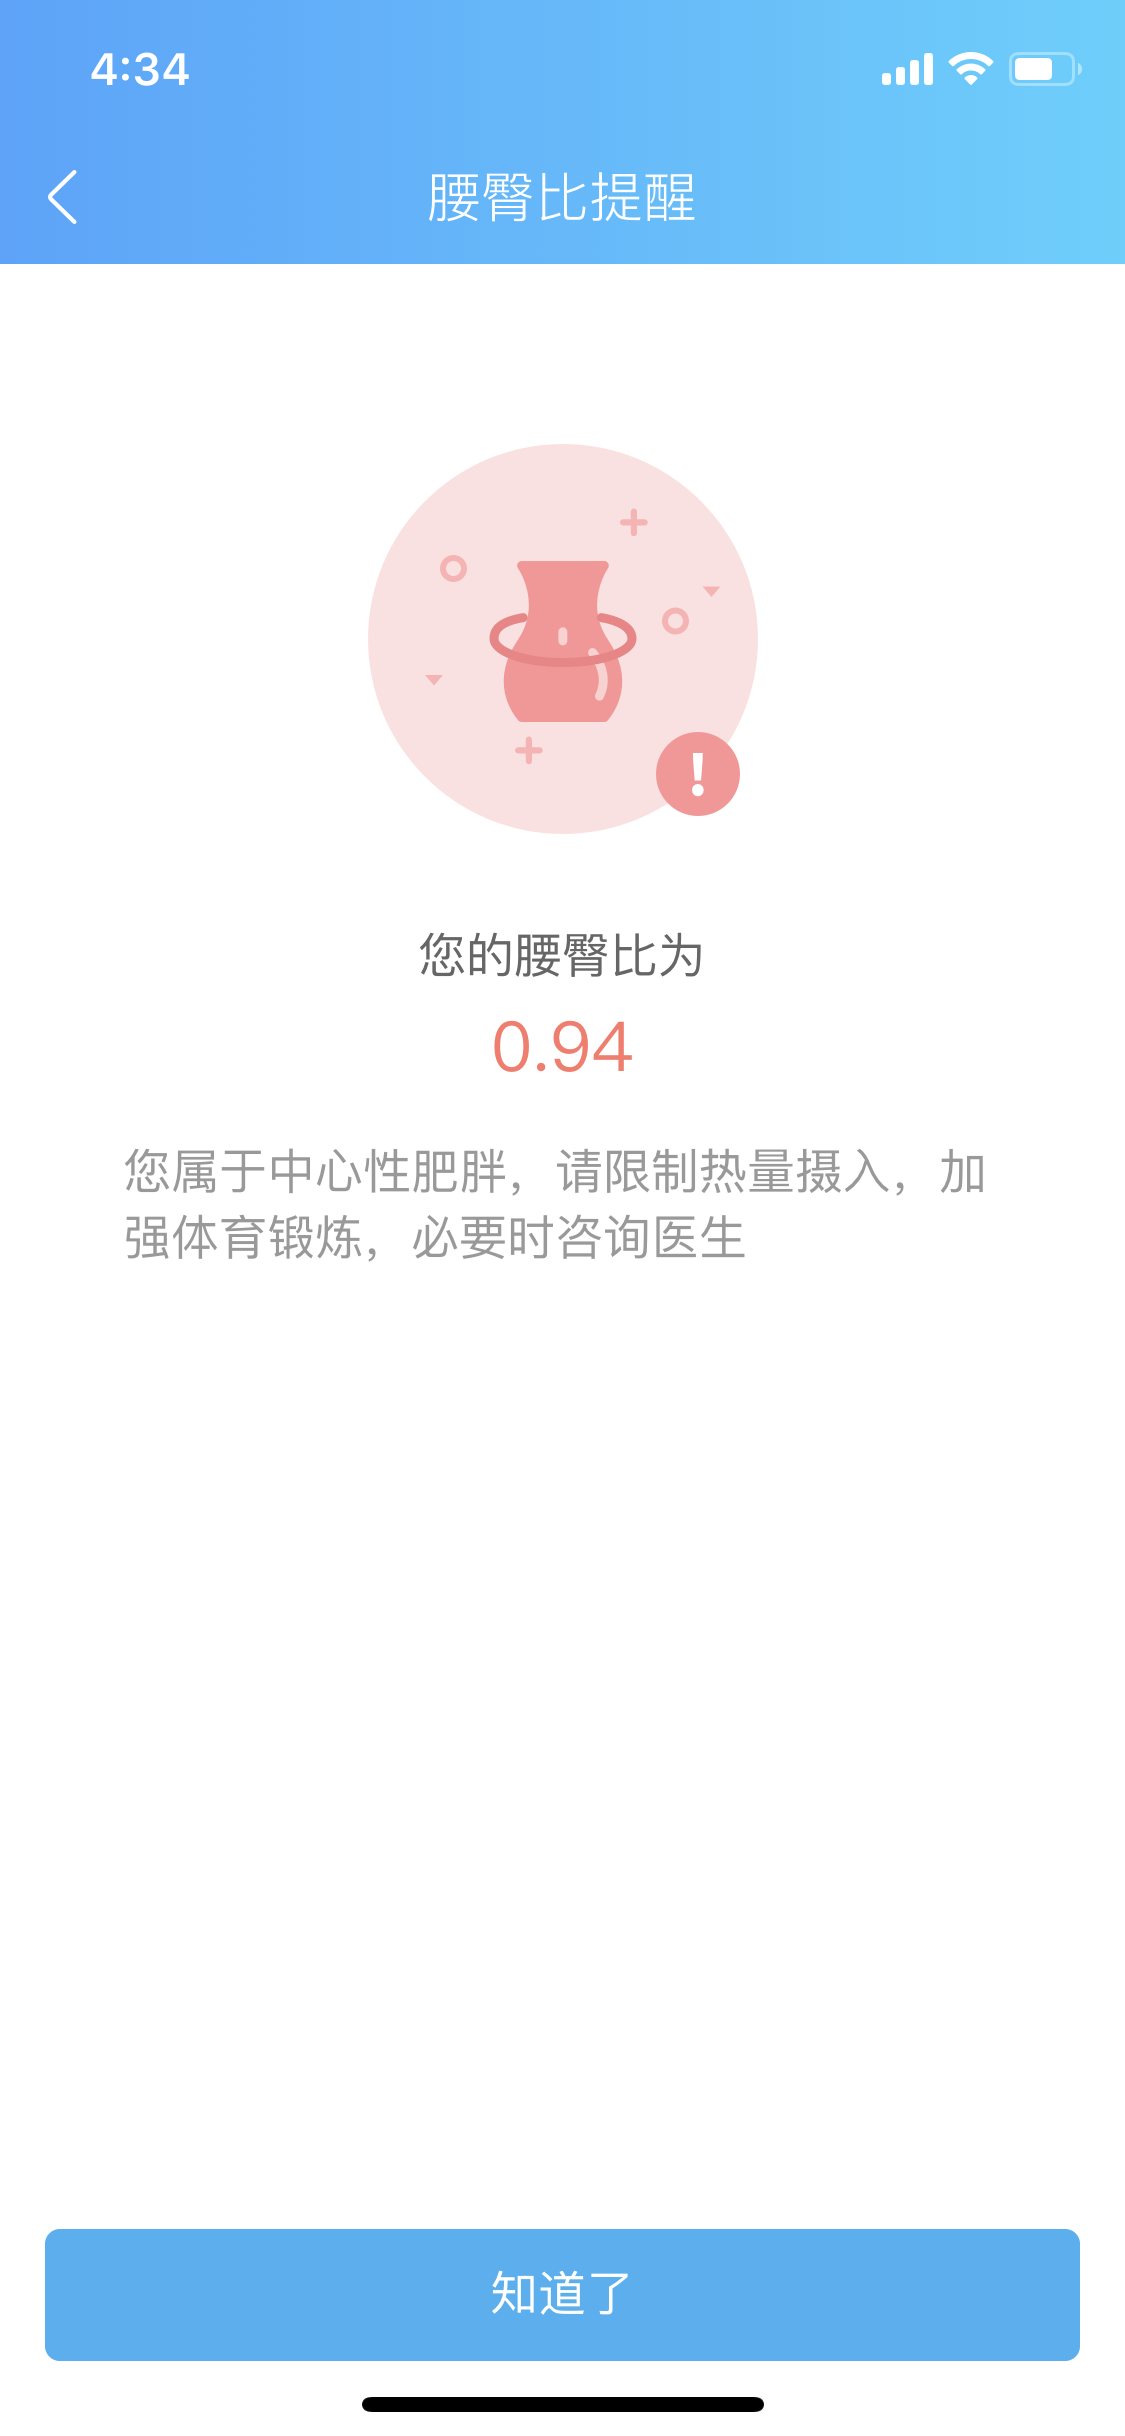 4:34
腰臀比提醒
您的腰臀比为
0.94
您属于中心性肥胖，请限制热量摄入，加
强体育锻炼，必要时咨询医生
知道了